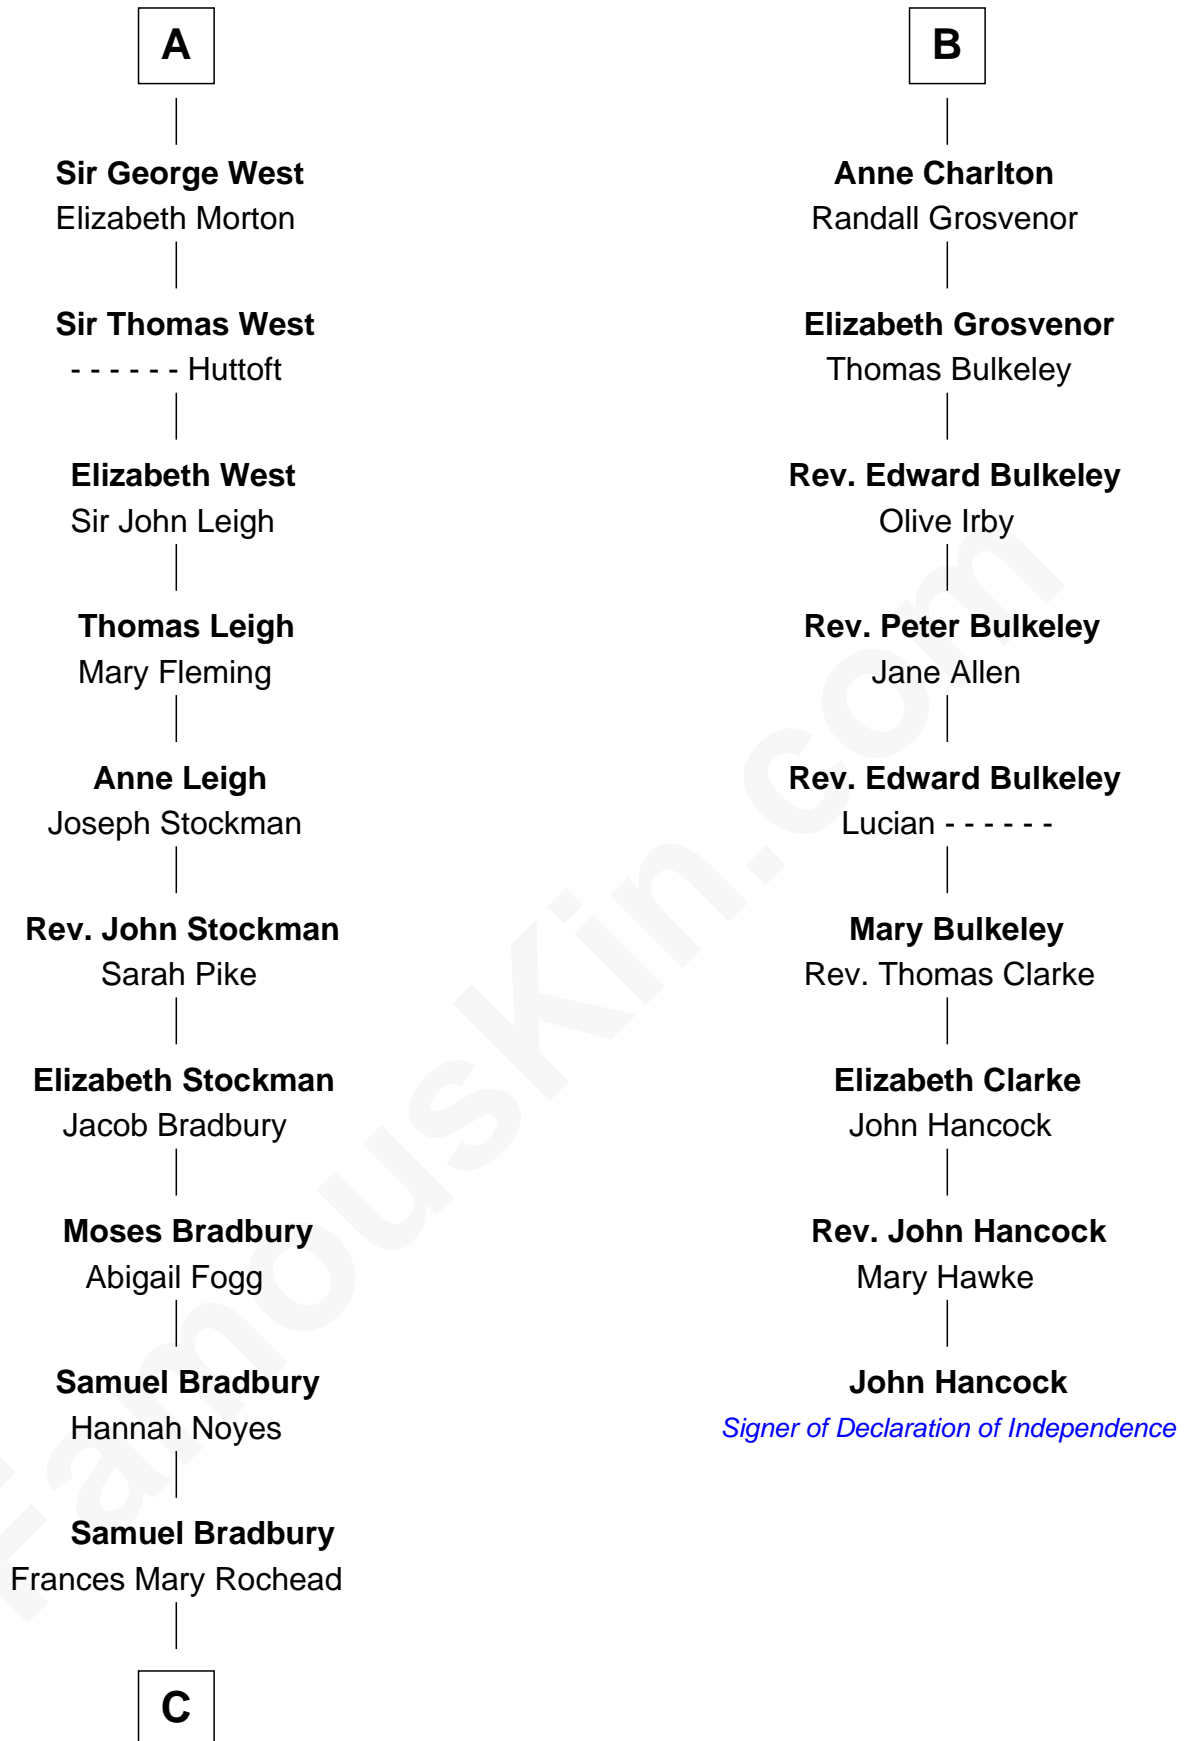 A
Sir George West
Elizabeth Morton
Sir Thomas West
- - - - - - Huttoft
Elizabeth West
Sir John Leigh
Thomas Leigh
Mary Fleming
Anne Leigh
Joseph Stockman
Rev. John Stockman
Sarah Pike
Elizabeth Stockman
Jacob Bradbury
Moses Bradbury
Abigail Fogg
Samuel Bradbury
Hannah Noyes
Samuel Bradbury
Frances Mary Rochead
C
B
Anne Charlton
Randall Grosvenor
Elizabeth Grosvenor
Thomas Bulkeley
Rev. Edward Bulkeley
Olive Irby
Rev. Peter Bulkeley
Jane Allen
Rev. Edward Bulkeley
Lucian - - - - - -
Mary Bulkeley
Rev. Thomas Clarke
Elizabeth Clarke
John Hancock
Rev. John Hancock
Mary Hawke
John Hancock
Signer of Declaration of Independence
FamousKin.com